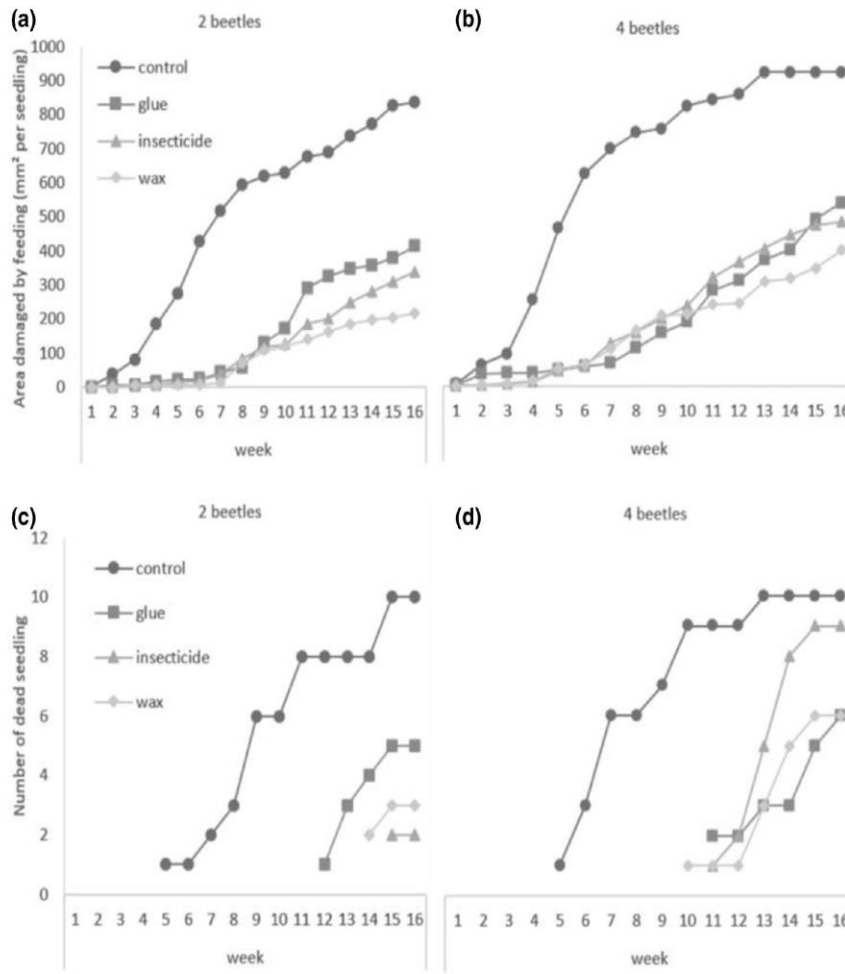 (a)
2 beetles
Area damaged by feeding (mm² per seedling)
1000
900
800
700
600
500
400
300
200
100
0
control
glue
insecticide
wax
1 2 3 4 5 6 7 8 9 10 11 12 13 14 15 16
week
(b)
4 beetles
1 2 3 4 5 6 7 8 9 10 11 12 13 14 15 16
week
(c)
2 beetles
Number of dead seedling
12
10
8
6
4
2
0
control
glue
insecticide
wax
1 2 3 4 5 6 7 8 9 10 11 12 13 14 15 16
week
(d)
4 beetles
1 2 3 4 5 6 7 8 9 10 11 12 13 14 15 16
week